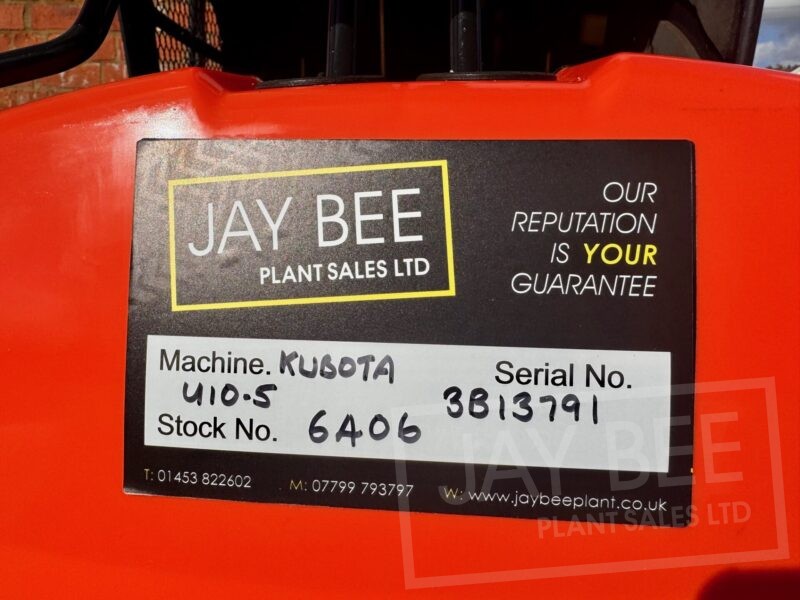 JAY BEE
PLANT SALES LTD
OUR
REPUTATION
IS YOUR
GUARANTEE
Machine. KUBOTA
U10-5
Serial No.
3B13791
Stock No. 6A06
T: 01453 822602 M: 07799 793797 W: www.jaybeeplant.co.uk
JAY BEE
PLANT SALES LTD